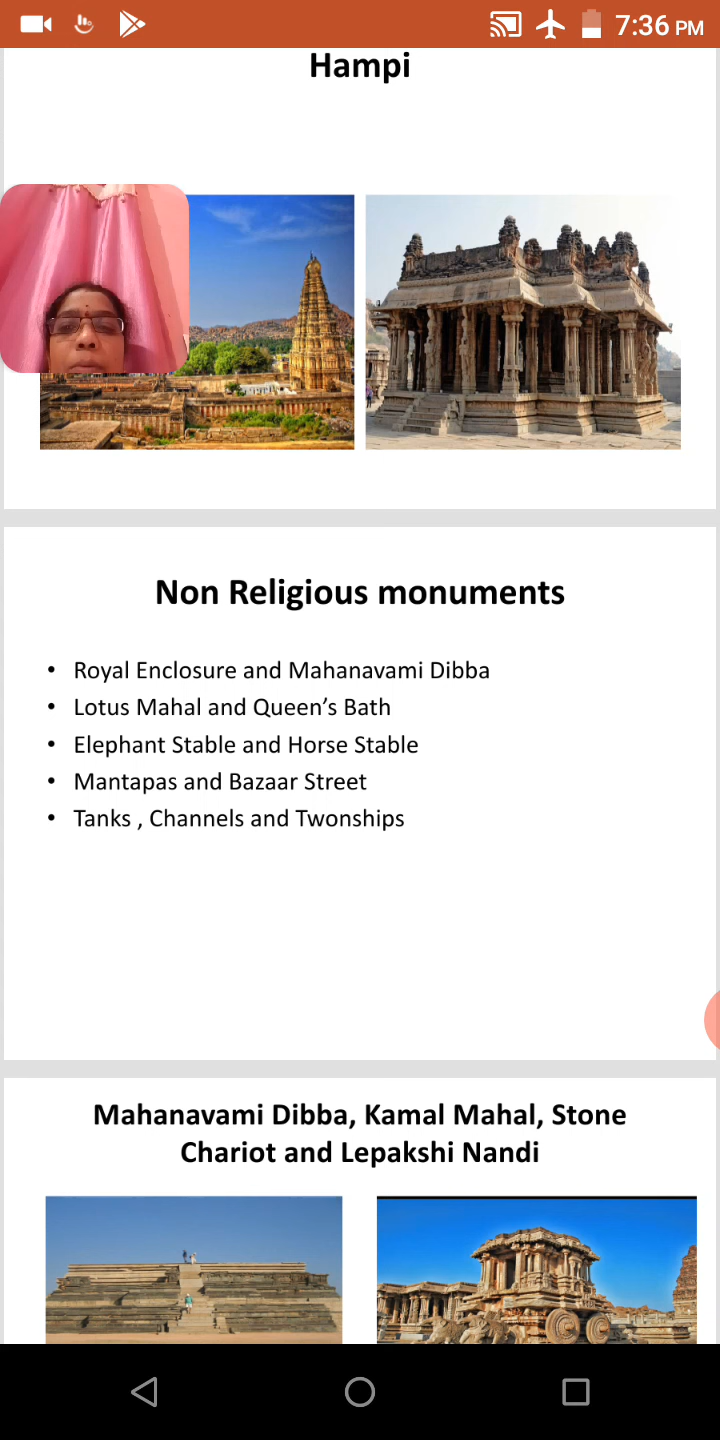 7:36 PM
Hampi
Non Religious monuments
• Royal Enclosure and Mahanavami Dibba
• Lotus Mahal and Queen’s Bath
• Elephant Stable and Horse Stable
• Mantapas and Bazaar Street
• Tanks , Channels and Twonships
Mahanavami Dibba, Kamal Mahal, Stone
Chariot and Lepakshi Nandi